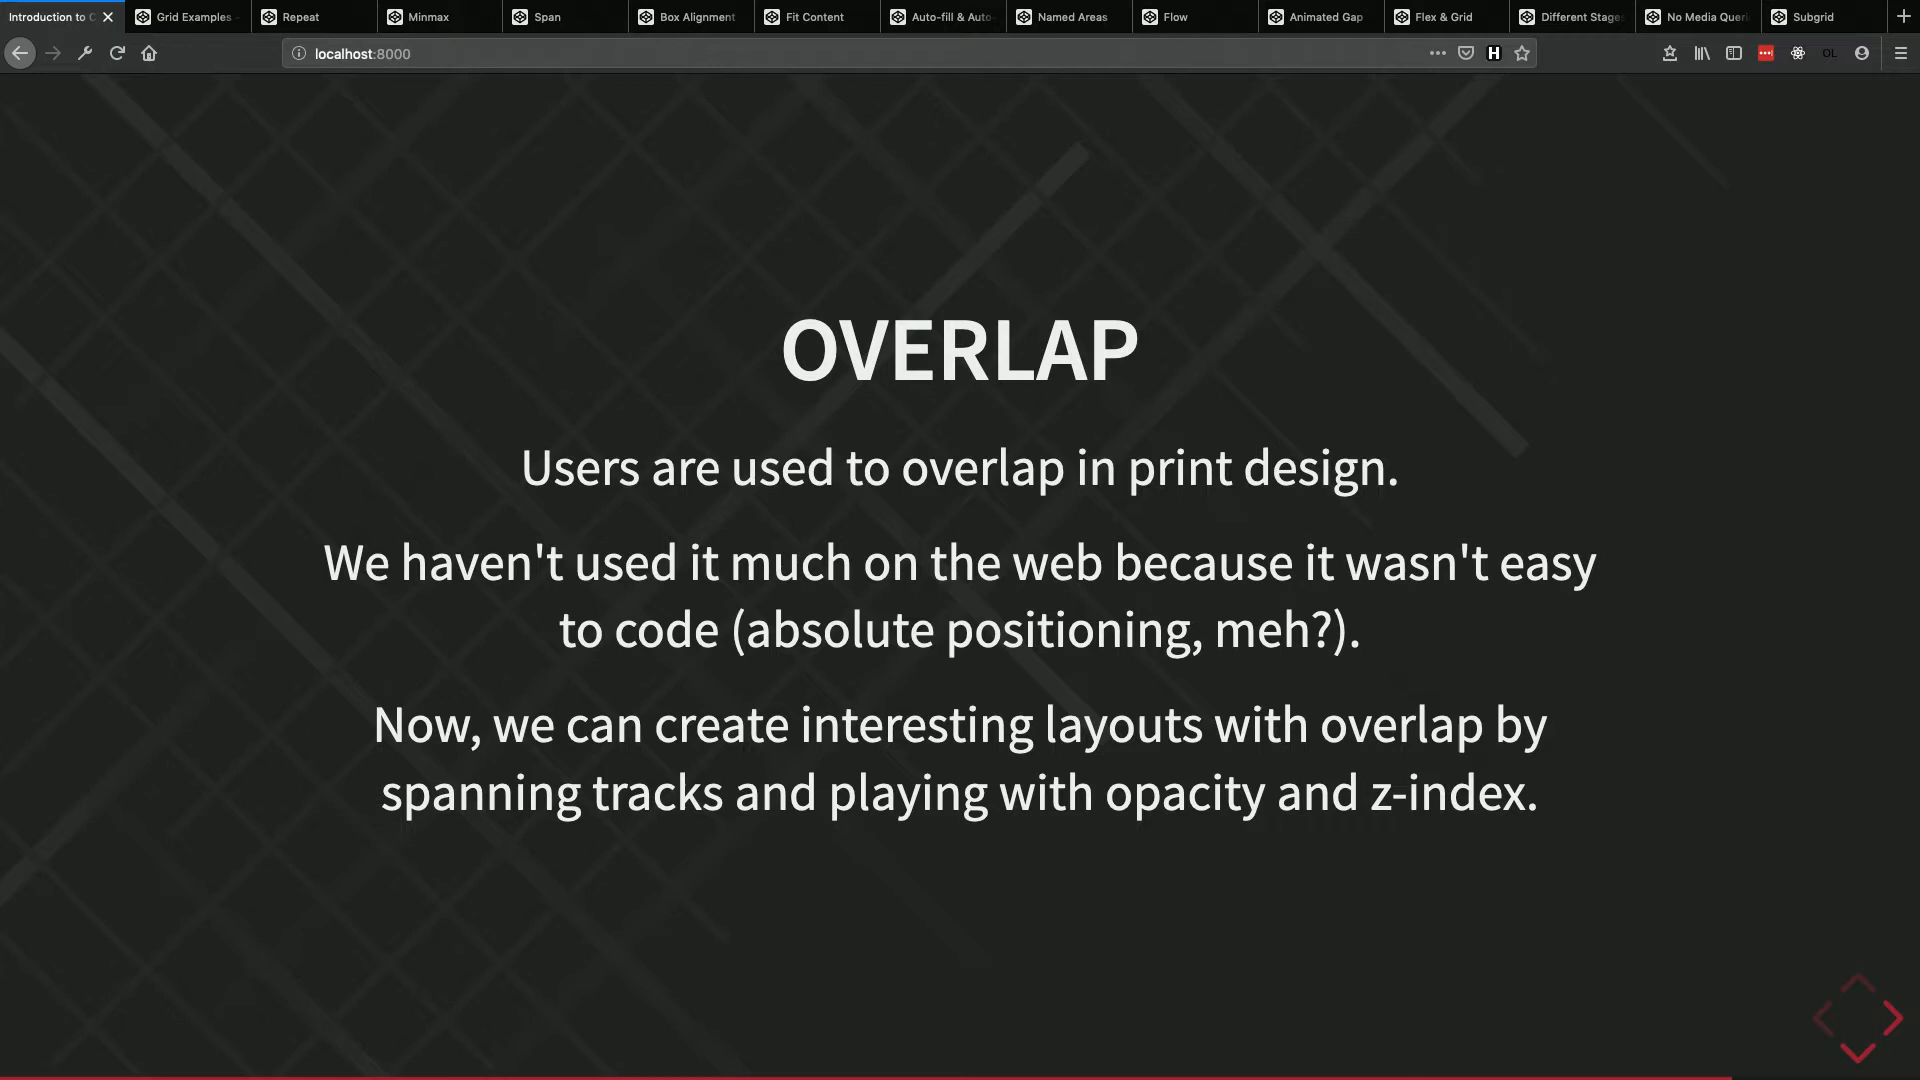 Introduction to C
Grid Examples -
Repeat
Minmax
Span
Box Alignment
Fit Content
Auto-fill & Auto-
Named Areas
Flow
Animated Gap
Flex & Grid
Different Stages
No Media Queri
Subgrid
localhost:8000
H
OL
OVERLAP
Users are used to overlap in print design.
We haven't used it much on the web because it wasn't easy
to code (absolute positioning, meh?).
Now, we can create interesting layouts with overlap by
spanning tracks and playing with opacity and z-index.